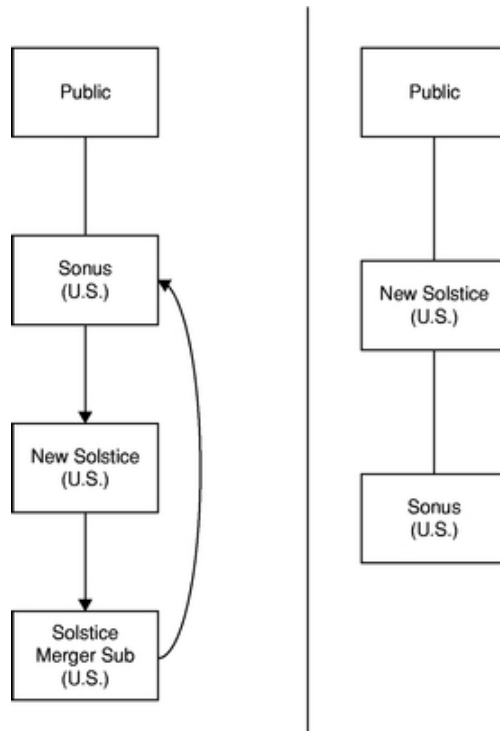 Public
Sonus
(U.S.)
New Solstice
(U.S.)
Solstice
Merger Sub
(U.S.)
Public
New Solstice
(U.S.)
Sonus
(U.S.)